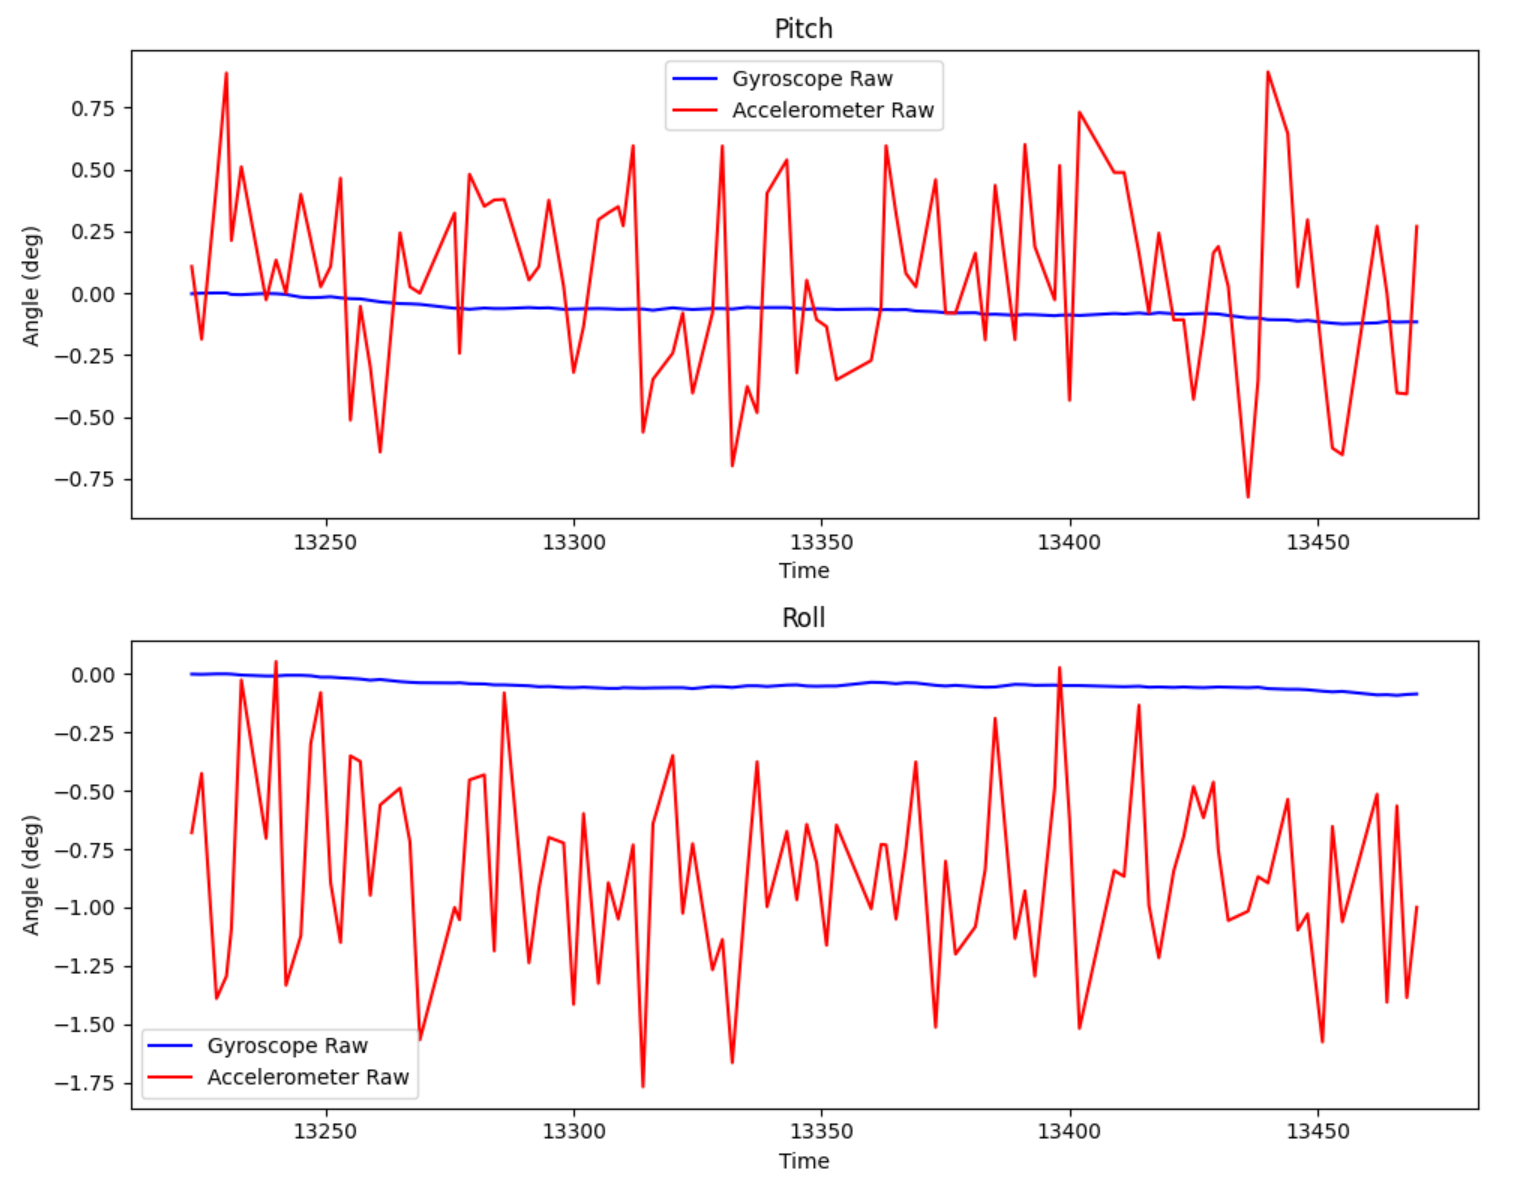 Pitch
Gyroscope Raw
Accelerometer Raw
0.75
0.50
0.25
0.00
−0.25
−0.50
−0.75
Angle (deg)
13250 13300 13350 13400 13450
Time
Roll
0.00
−0.25
−0.50
−0.75
−1.00
−1.25
−1.50
−1.75
Angle (deg)
Gyroscope Raw
Accelerometer Raw
13250 13300 13350 13400 13450
Time